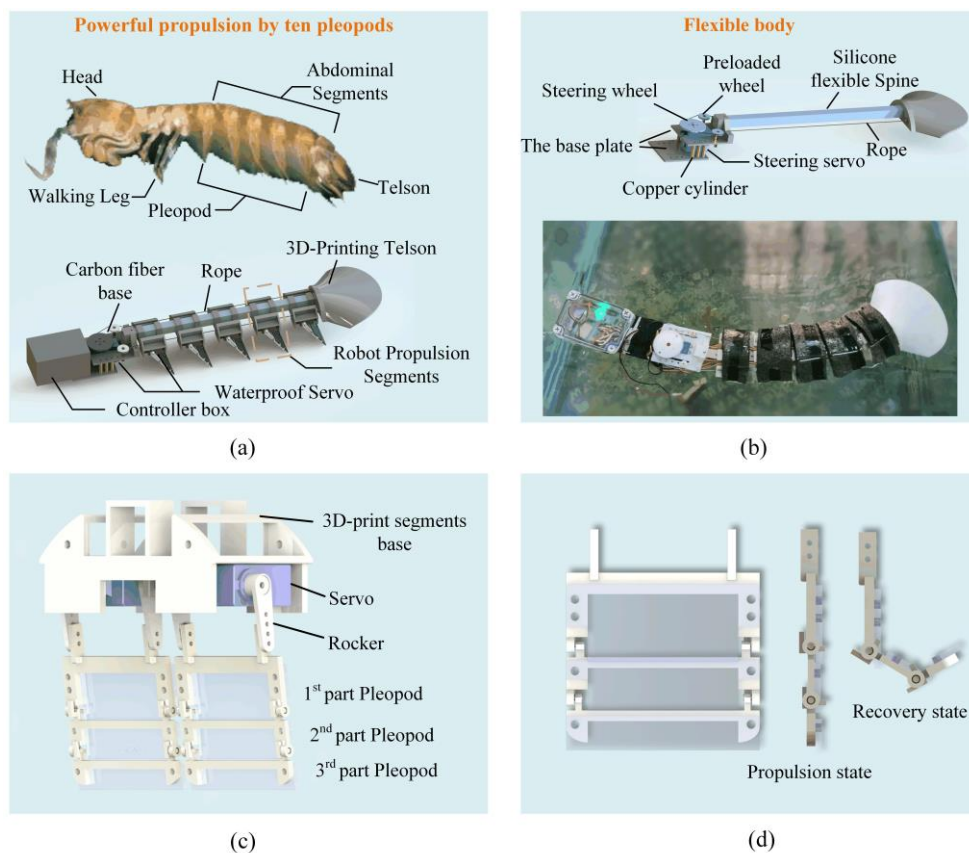 Powerful propulsion by ten pleopods
Head
Abdominal
Segments
Walking Leg
Pleopod
Telson
3D-Printing Telson
Carbon fiber
base
Rope
Robot Propulsion
Segments
Waterproof Servo
Controller box
(a)
Flexible body
Silicone
flexible Spine
Preloaded
wheel
Steering wheel
The base plate
Rope
Steering servo
Copper cylinder
(b)
3D-print segments
base
Servo
Rocker
1st part Pleopod
2nd part Pleopod
3rd part Pleopod
(c)
Recovery state
Propulsion state
(d)